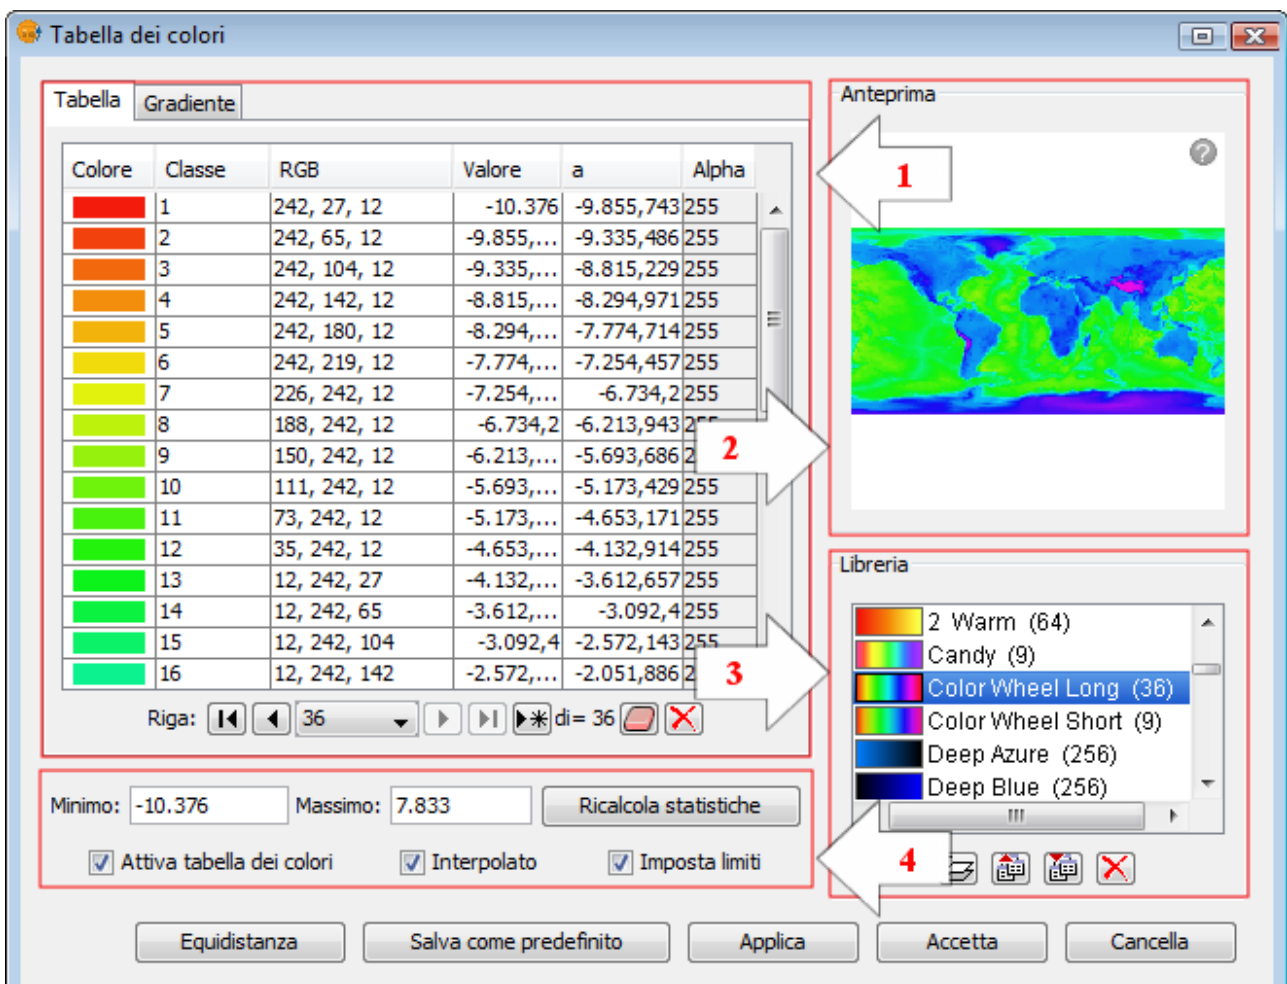 Tabella dei colori
Tabella Gradiente
Colore Classe RGB Valore a Alpha
1 242, 27, 12 -10.376 -9.855,743 255
2 242, 65, 12 -9.855,... -9.335,486 255
3 242, 104, 12 -9.335,... -8.815,229 255
4 242, 142, 12 -8.815,... -8.294,971 255
5 242, 180, 12 -8.294,... -7.774,714 255
6 242, 219, 12 -7.774,... -7.254,457 255
7 226, 242, 12 -7.254,... -6.734,2 255
8 188, 242, 12 -6.734,2 -6.213,943
9 150, 242, 12 -6.213,... -5.693,686
10 111, 242, 12 -5.693,... -5.173,429 255
11 73, 242, 12 -5.173,... -4.653,171 255
12 35, 242, 12 -4.653,... -4.132,914 255
13 12, 242, 27 -4.132,... -3.612,657 255
14 12, 242, 65 -3.612,... -3.092,4 255
15 12, 242, 104 -3.092,4 -2.572,143 255
16 12, 242, 142 -2.572,... -2.051,886
Riga: 36 di= 36
Minimo: -10.376 Massimo: 7.833 Ricalcola statistiche
Attiva tabella dei colori Interpolato Imposta limiti
Anteprima
?
1
2
Libreria
2 Warm (64)
Candy (9)
Color Wheel Long (36)
Color Wheel Short (9)
Deep Azure (256)
Deep Blue (256)
3
4
Equidistanza Salva come predefinito Applica Accetta Cancella